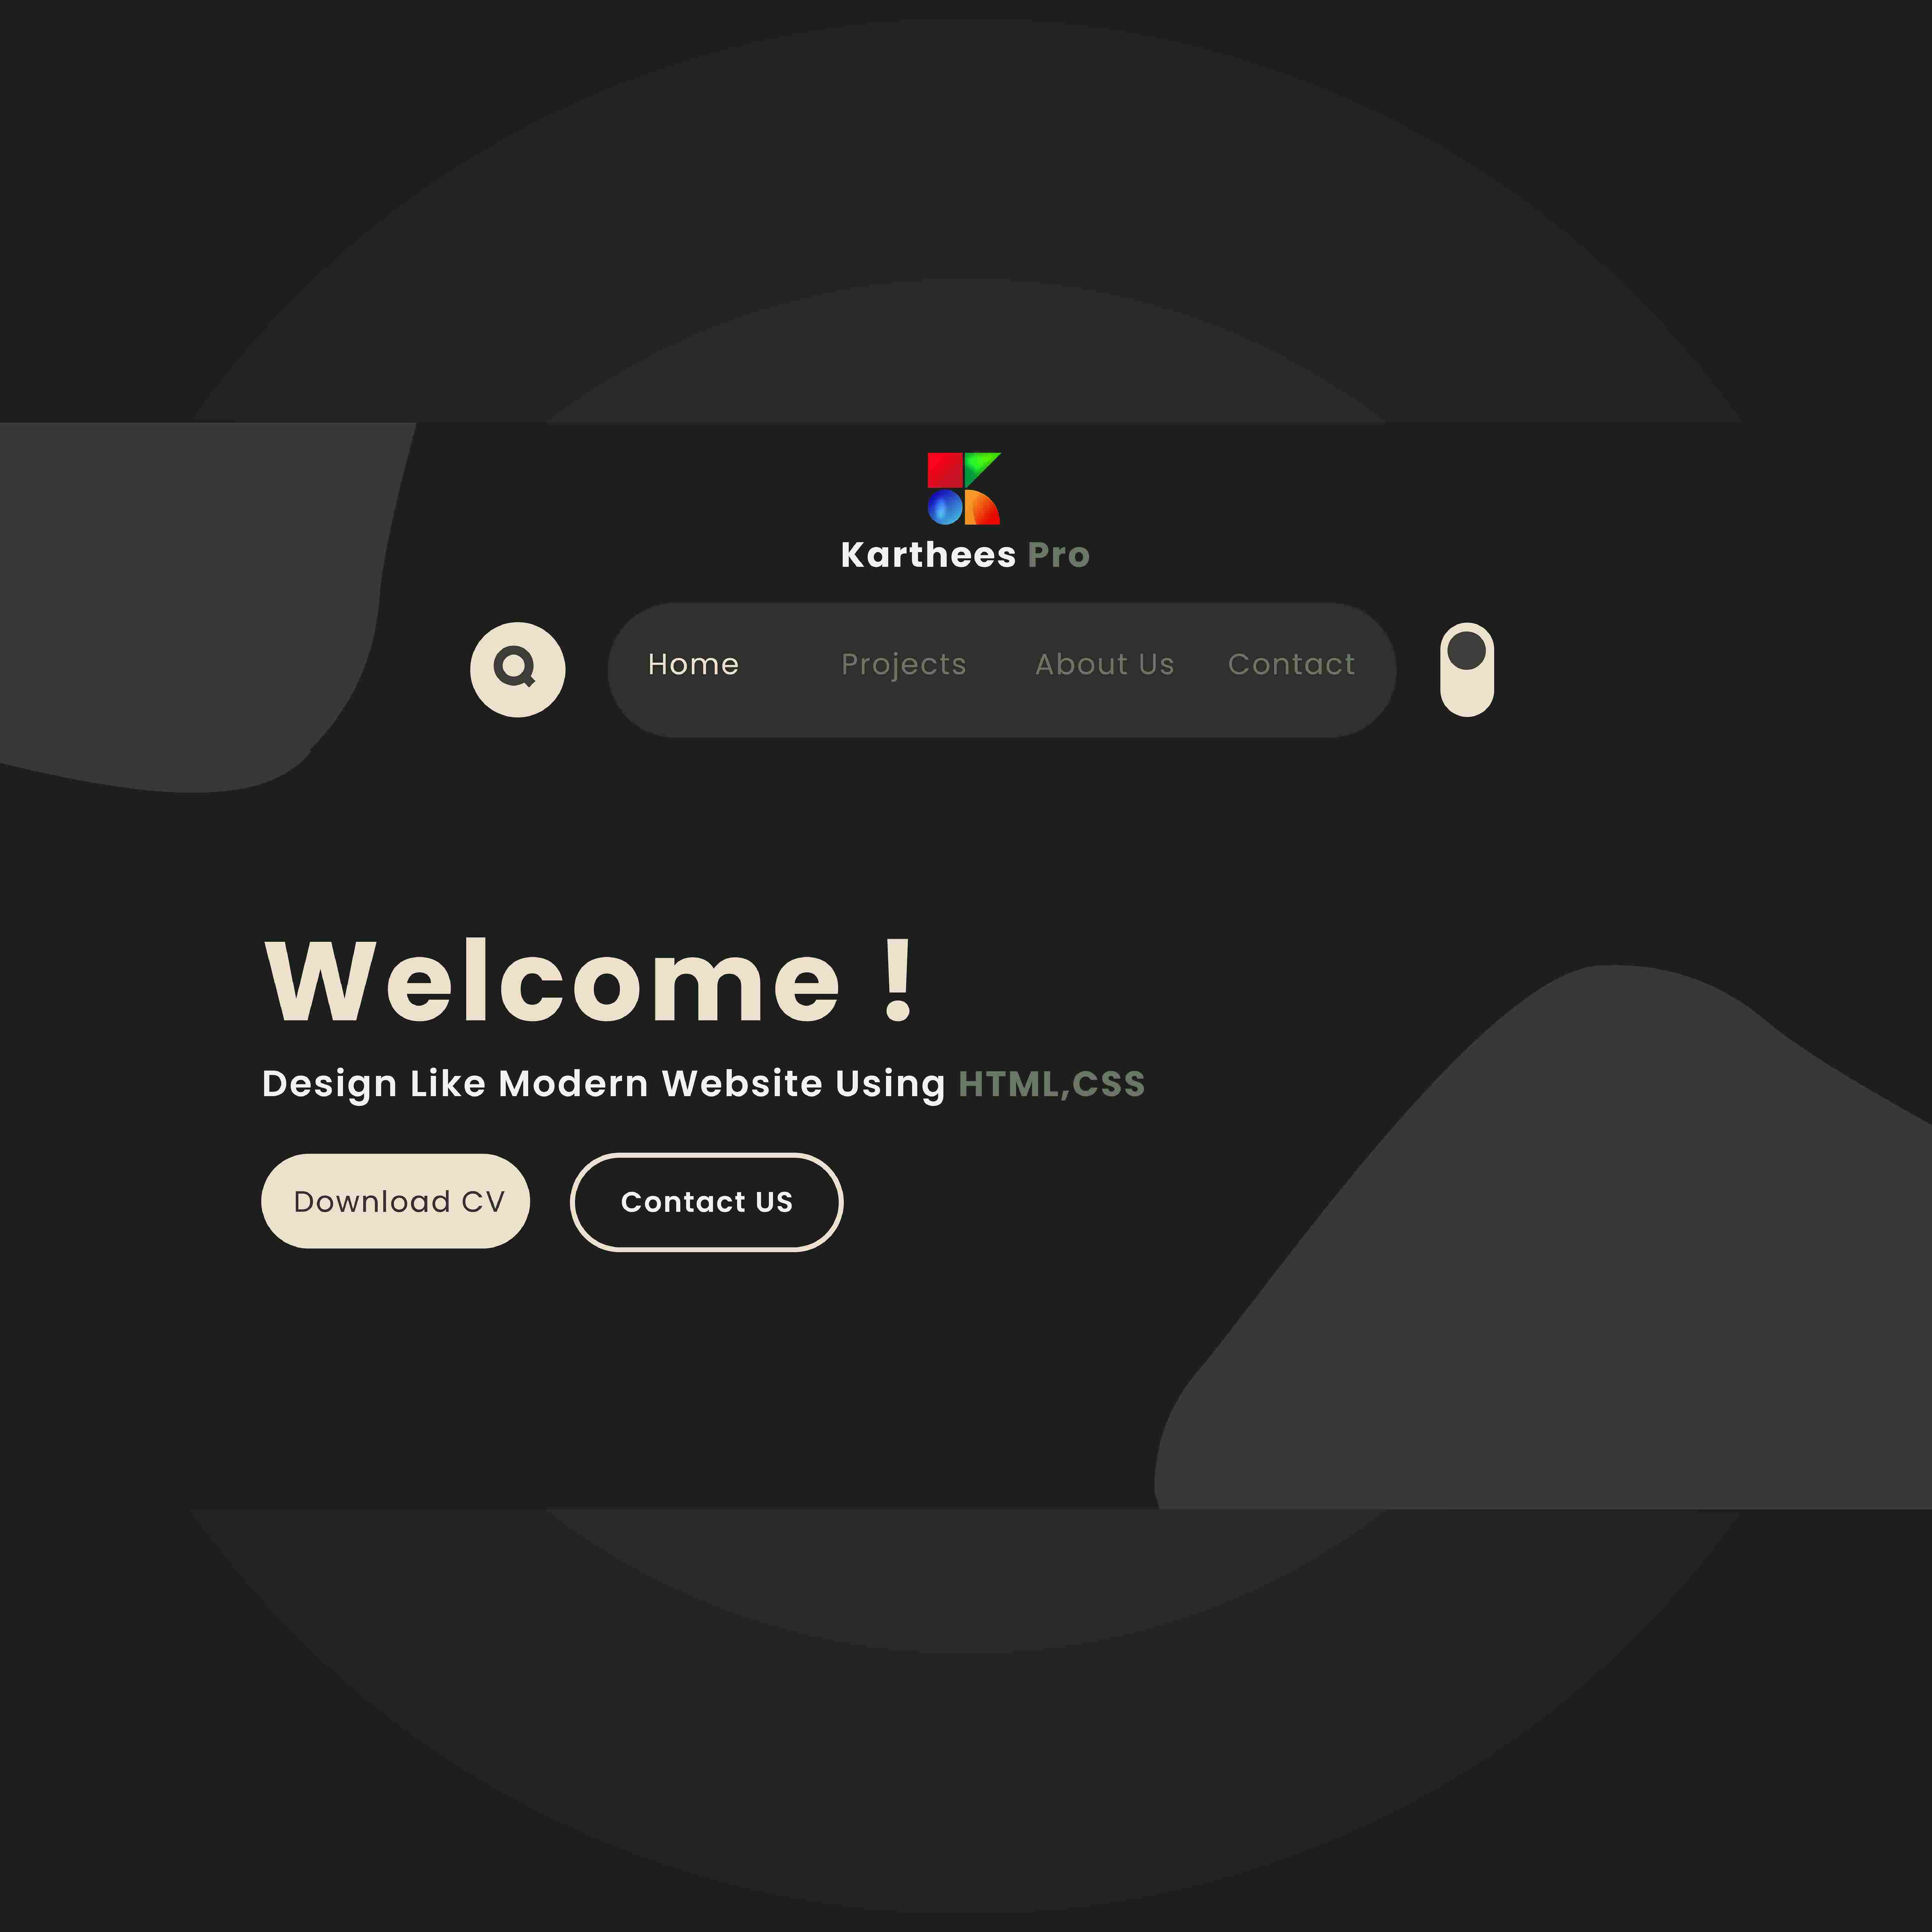 Karthees Pro
Home Projects About Us Contact
Welcome !
Design Like Modern Website Using HTML,CSS
Download CV Contact US